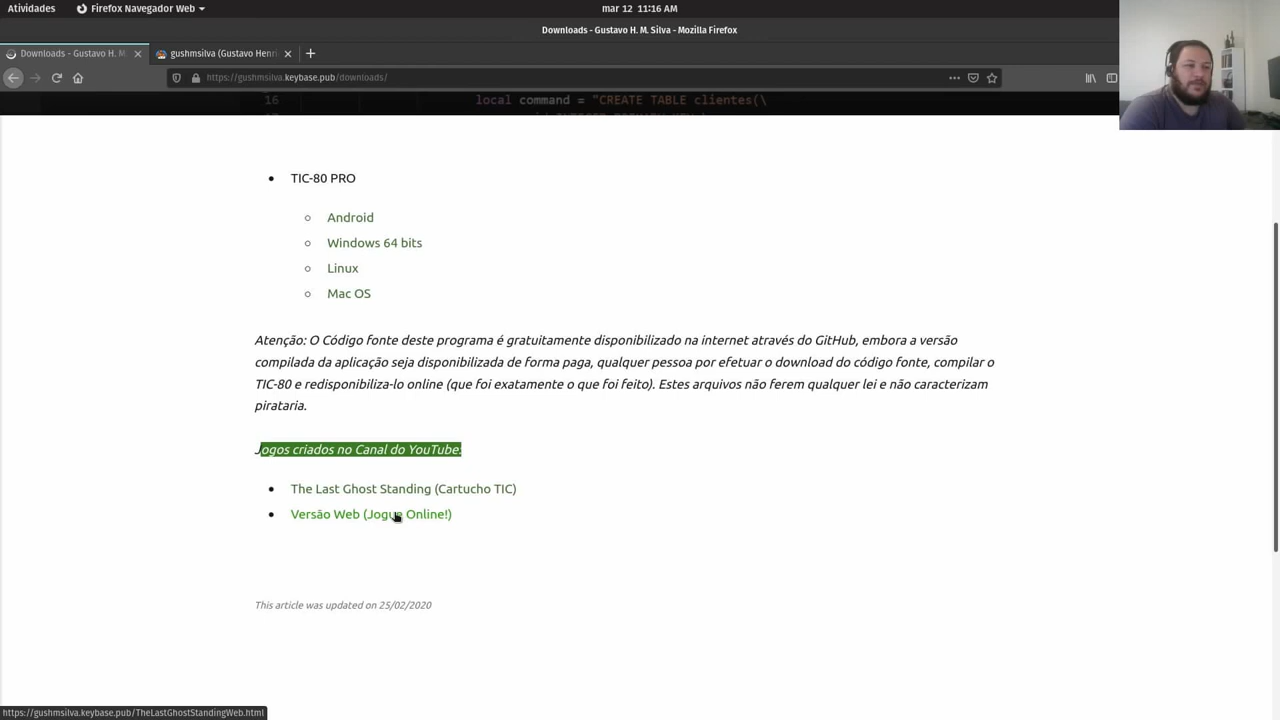 Atividades
Firefox Navegador Web
mar 12 11:16 AM
Downloads - Gustavo H. M. Silva - Mozilla Firefox
Downloads - Gustavo H. M
gushmsilva (Gustavo Henri
https://gushmsilva.keybase.pub/downloads/
16 local command = "CREATE TABLE clientes(\
TIC-80 PRO
Android
Windows 64 bits
Linux
Mac OS
Atenção: O Código fonte deste programa é gratuitamente disponibilizado na internet através do GitHub, embora a versão
compilada da aplicação seja disponibilizada de forma paga, qualquer pessoa por efetuar o download do código fonte, compilar o
TIC-80 e redisponibiliza-lo online (que foi exatamente o que foi feito). Estes arquivos não ferem qualquer lei e não caracterizam
pirataria.
Jogos criados no Canal do YouTube:
The Last Ghost Standing (Cartucho TIC)
Versão Web (Jogue Online!)
This article was updated on 25/02/2020
https://gushmsilva.keybase.pub/TheLastGhostStandingWeb.html